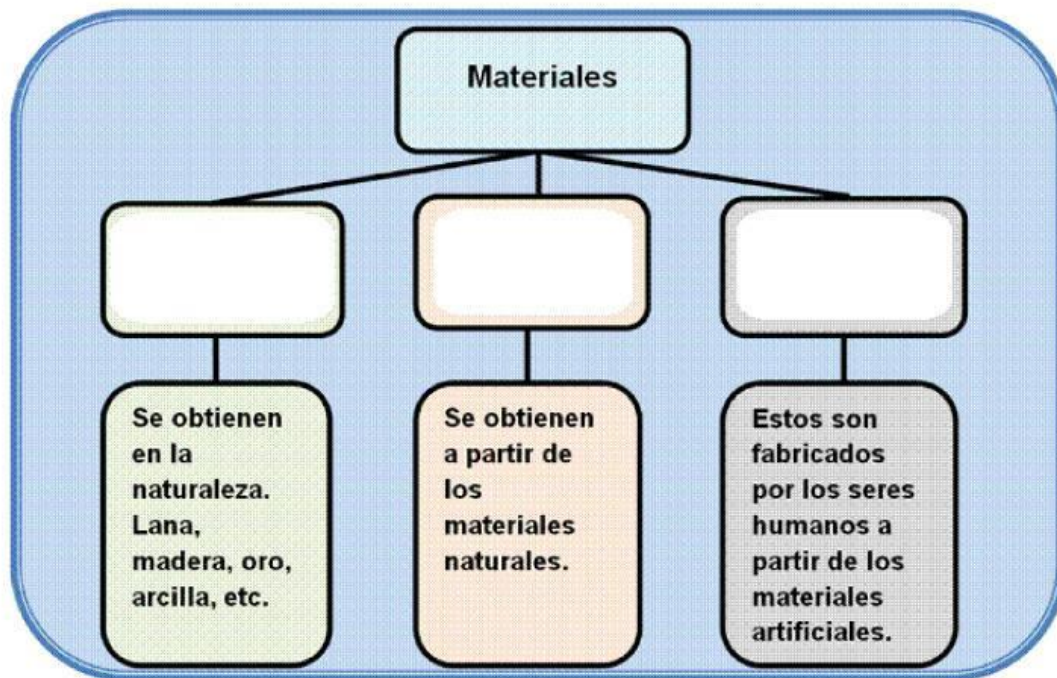 Materiales
Se obtienen
en la
naturaleza.
Lana,
madera, oro,
arcilla, etc.
Se obtienen
a partir de
los
materiales
naturales.
Estos son
fabricados
por los seres
humanos a
partir de los
materiales
artificiales.